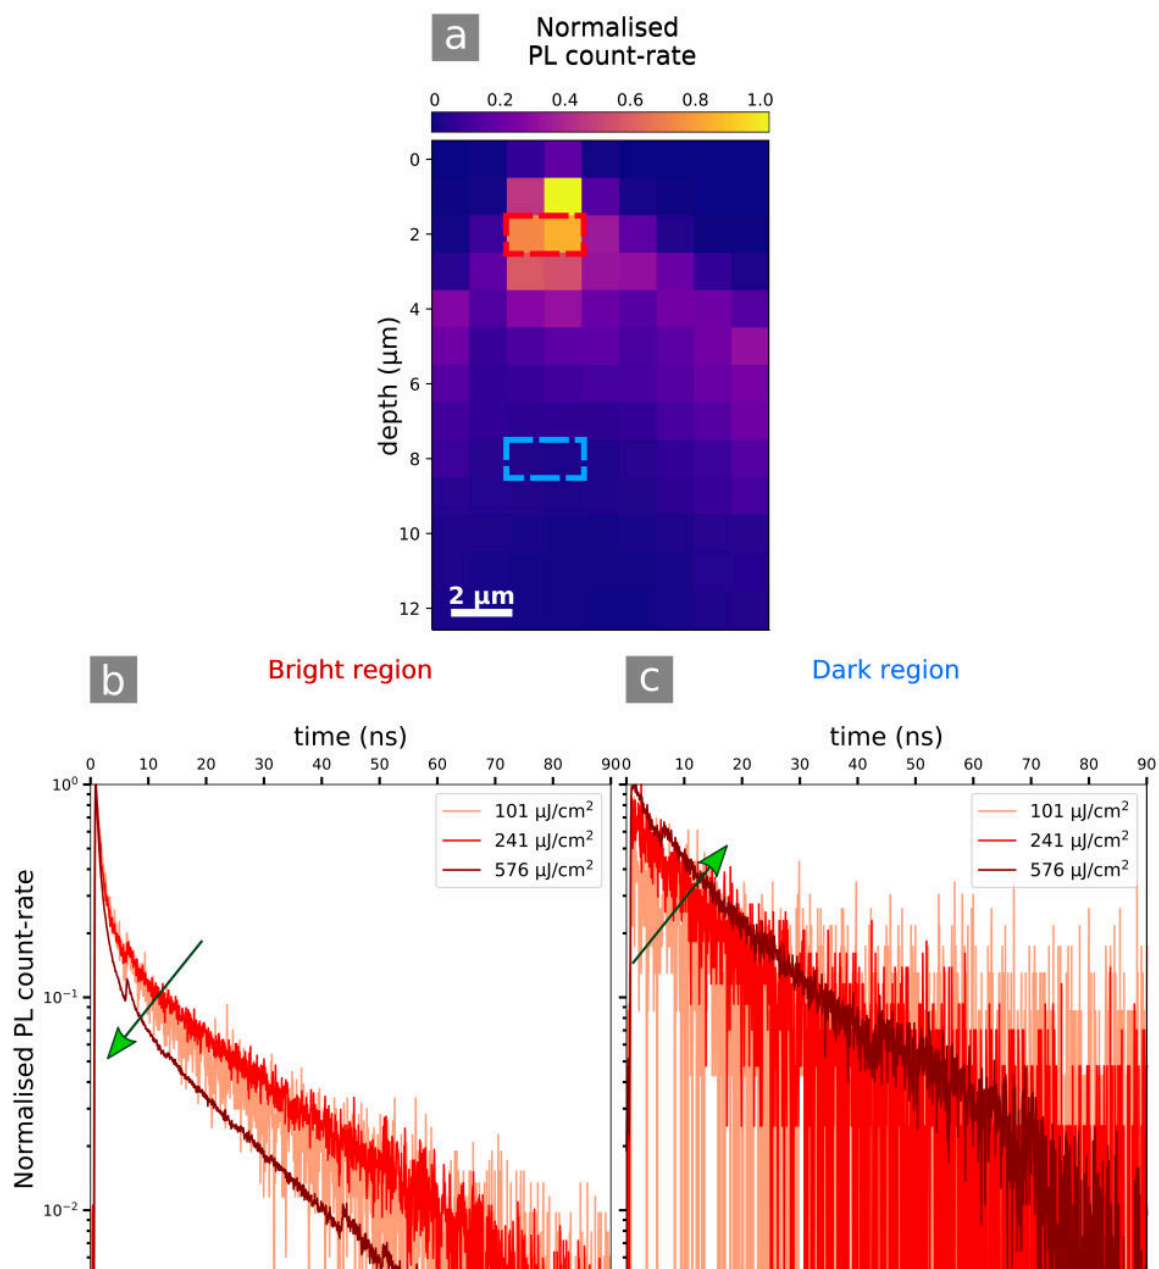 a
Normalised
PL count-rate
0 0.2 0.4 0.6 0.8 1.0
depth (μm)
0
2
4
6
8
10
12
2 μm
b
Bright region
time (ns)
0 10 20 30 40 50 60 70 80 90
Normalised PL count-rate
10⁰
10⁻¹
10⁻²
101 μJ/cm²
241 μJ/cm²
576 μJ/cm²
c
Dark region
time (ns)
0 10 20 30 40 50 60 70 80 90
101 μJ/cm²
241 μJ/cm²
576 μJ/cm²